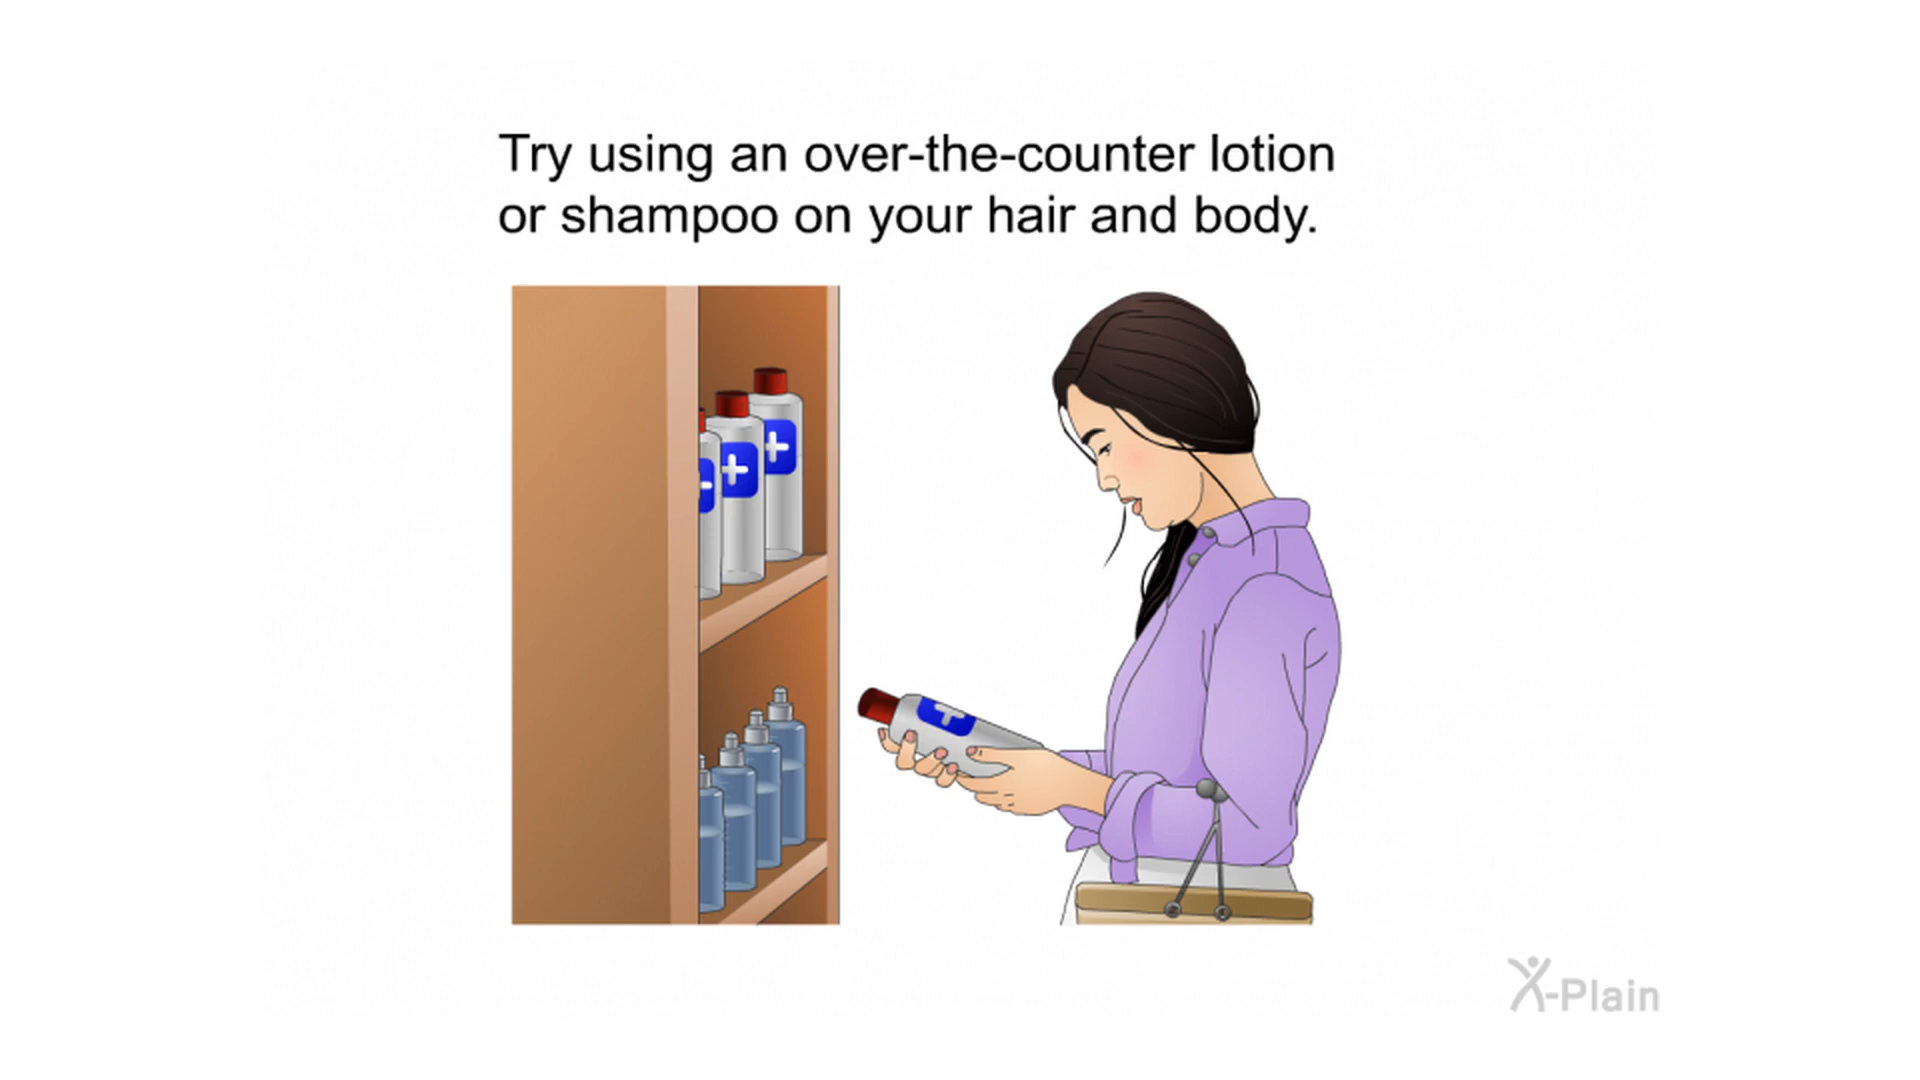 Try using an over-the-counter lotion
or shampoo on your hair and body.
X-Plain